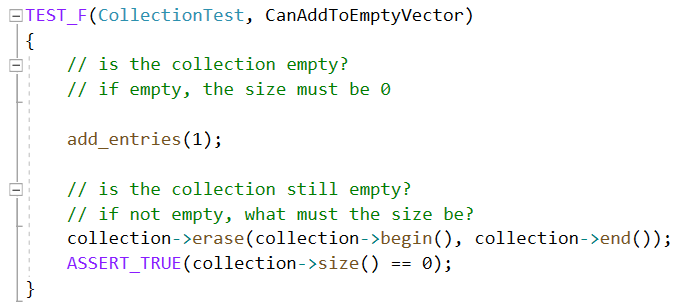 TEST_F(CollectionTest, CanAddToEmptyVector)
{
    // is the collection empty?
    // if empty, the size must be 0
    add_entries(1);
    // is the collection still empty?
    // if not empty, what must the size be?
    collection->erase(collection->begin(), collection->end());
    ASSERT_TRUE(collection->size() == 0);
}